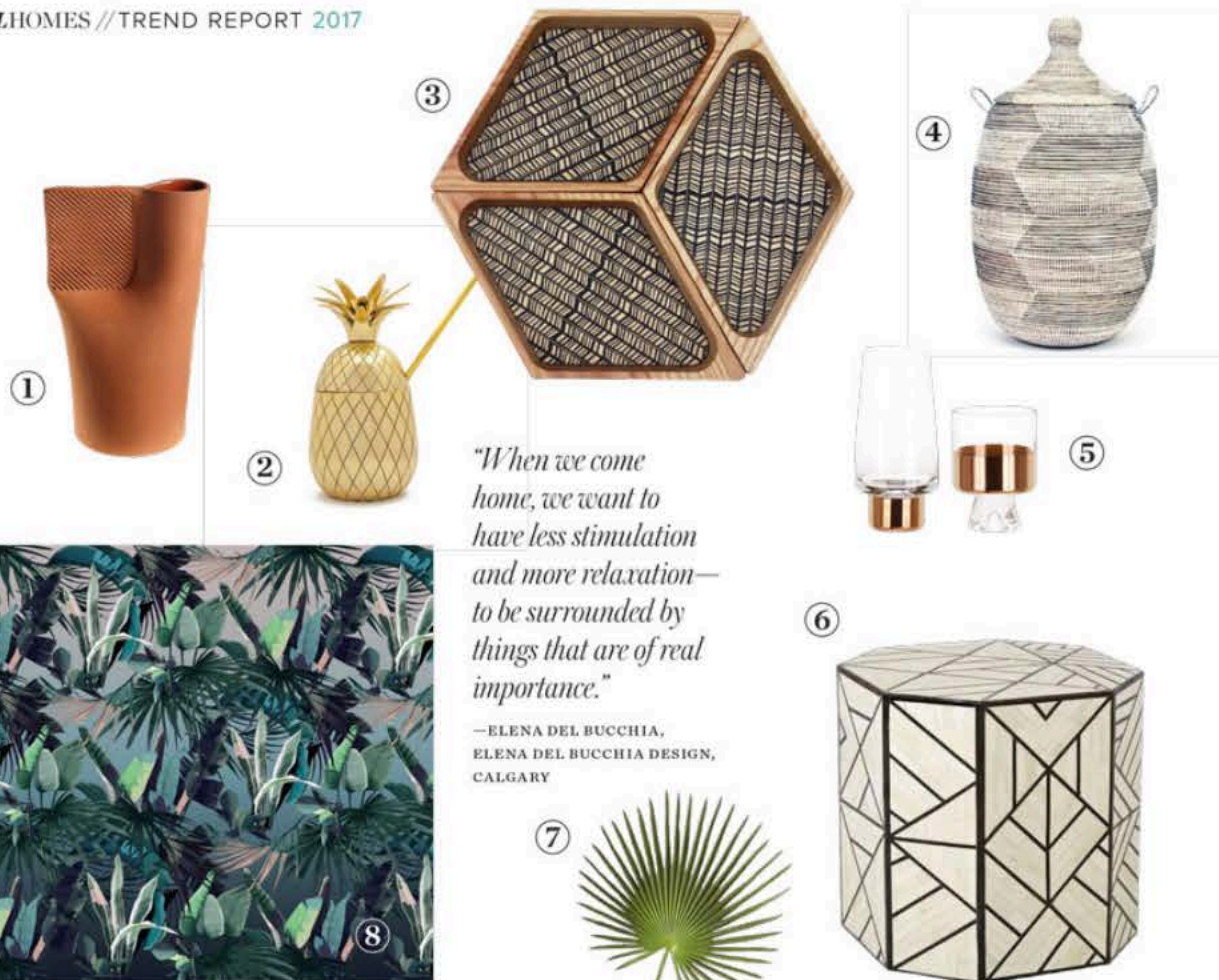 HOMES // TREND REPORT 2017
3
4
1
2
5
“When we come
home, we want to
have less stimulation
and more relaxation—
to be surrounded by
things that are of real
importance.”
—ELENA DEL BUCCHIA,
ELENA DEL BUCCHIA DESIGN,
CALGARY
6
7
8